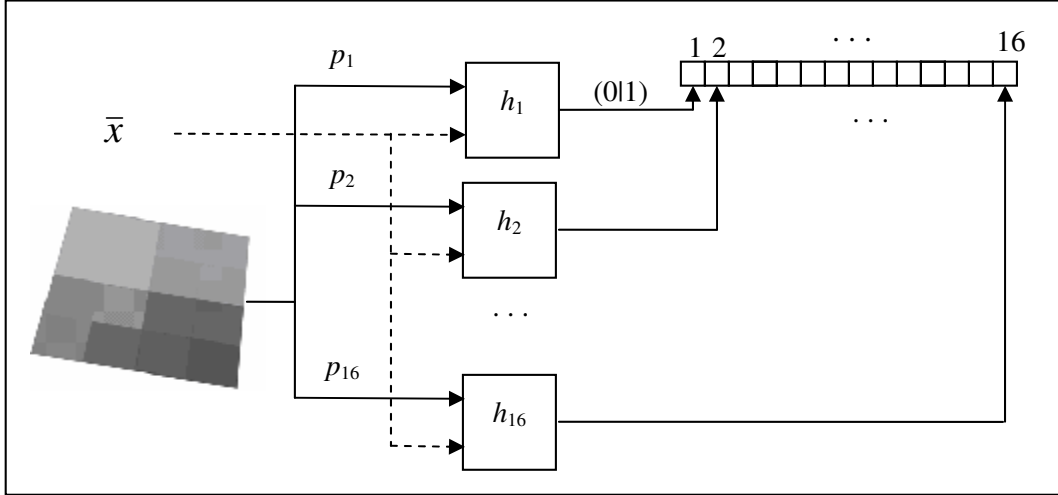 1 2 . . . 16
p1
h1
(0|1)
. . .
x̅
p2
h2
. . .
p16
h16